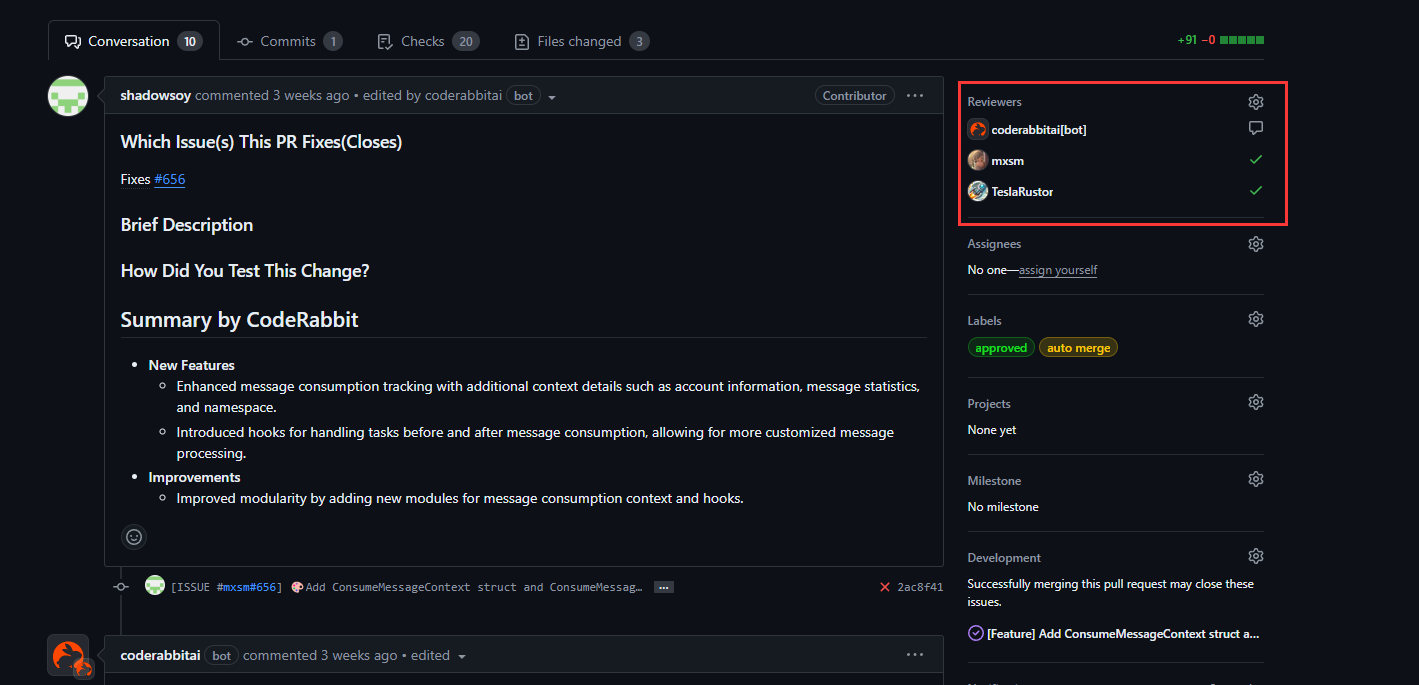 Conversation 10
Commits 1
Checks 20
Files changed 3
+91 −0
shadowsoy commented 3 weeks ago • edited by coderabbitai bot
Contributor
Which Issue(s) This PR Fixes(Closes)
Fixes #656
Brief Description
How Did You Test This Change?
Summary by CodeRabbit
• New Features
Enhanced message consumption tracking with additional context details such as account information, message statistics,
and namespace.
Introduced hooks for handling tasks before and after message consumption, allowing for more customized message
processing.
• Improvements
Improved modularity by adding new modules for message consumption context and hooks.
[ISSUE #mxsm#656] 🎨Add ConsumeMessageContext struct and ConsumeMessag… ...
2ac8f41
coderabbitai bot commented 3 weeks ago • edited
Reviewers
coderabbitai[bot]
mxsm
TeslaRustor
Assignees
No one—assign yourself
Labels
approved auto merge
Projects
None yet
Milestone
No milestone
Development
Successfully merging this pull request may close these
issues.
[Feature] Add ConsumeMessageContext struct a...